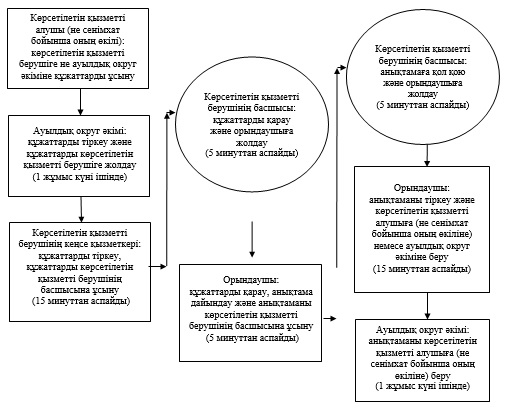 Көрсетілетін қызметті
алушы (не сенімхат
бойынша оның өкілі):
көрсетілетін қызметті
берушіге не ауылдық округ
әкіміне құжаттарды ұсыну
Ауылдық округ әкімі:
құжаттарды тіркеу және
құжаттарды көрсетілетін
қызметті берушіге жолдау
(1 жұмыс күні ішінде)
Көрсетілетін қызметті
берушінің кеңсе қызметкері:
құжаттарды тіркеу,
құжаттарды көрсетілетін
қызметті берушінің
басшысына ұсыну
(15 минуттан аспайды)
Көрсетілетін қызметті
берушінің басшысы:
құжаттарды қарау
және орындаушыға
жолдау
(5 минуттан аспайды)
Орындаушы:
құжаттарды қарау, анықтама
дайындау және анықтаманы
көрсетілетін қызметті
берушінің басшысына ұсыну
(5 минуттан аспайды)
Көрсетілетін қызметті
берушінің басшысы:
анықтамаға қол қою
және орындаушыға
жолдау
(5 минуттан аспайды)
Орындаушы:
анықтаманы тіркеу және
көрсетілетін қызметті
алушыға (не сенімхат
бойынша оның өкіліне)
немесе ауылдық округ
әкіміне беру
(15 минуттан аспайды)
Ауылдық округ әкімі:
анықтаманы көрсетілетін
қызметті алушыға (не
сенімхат бойынша оның
өкіліне) беру
(1 жұмыс күні ішінде)